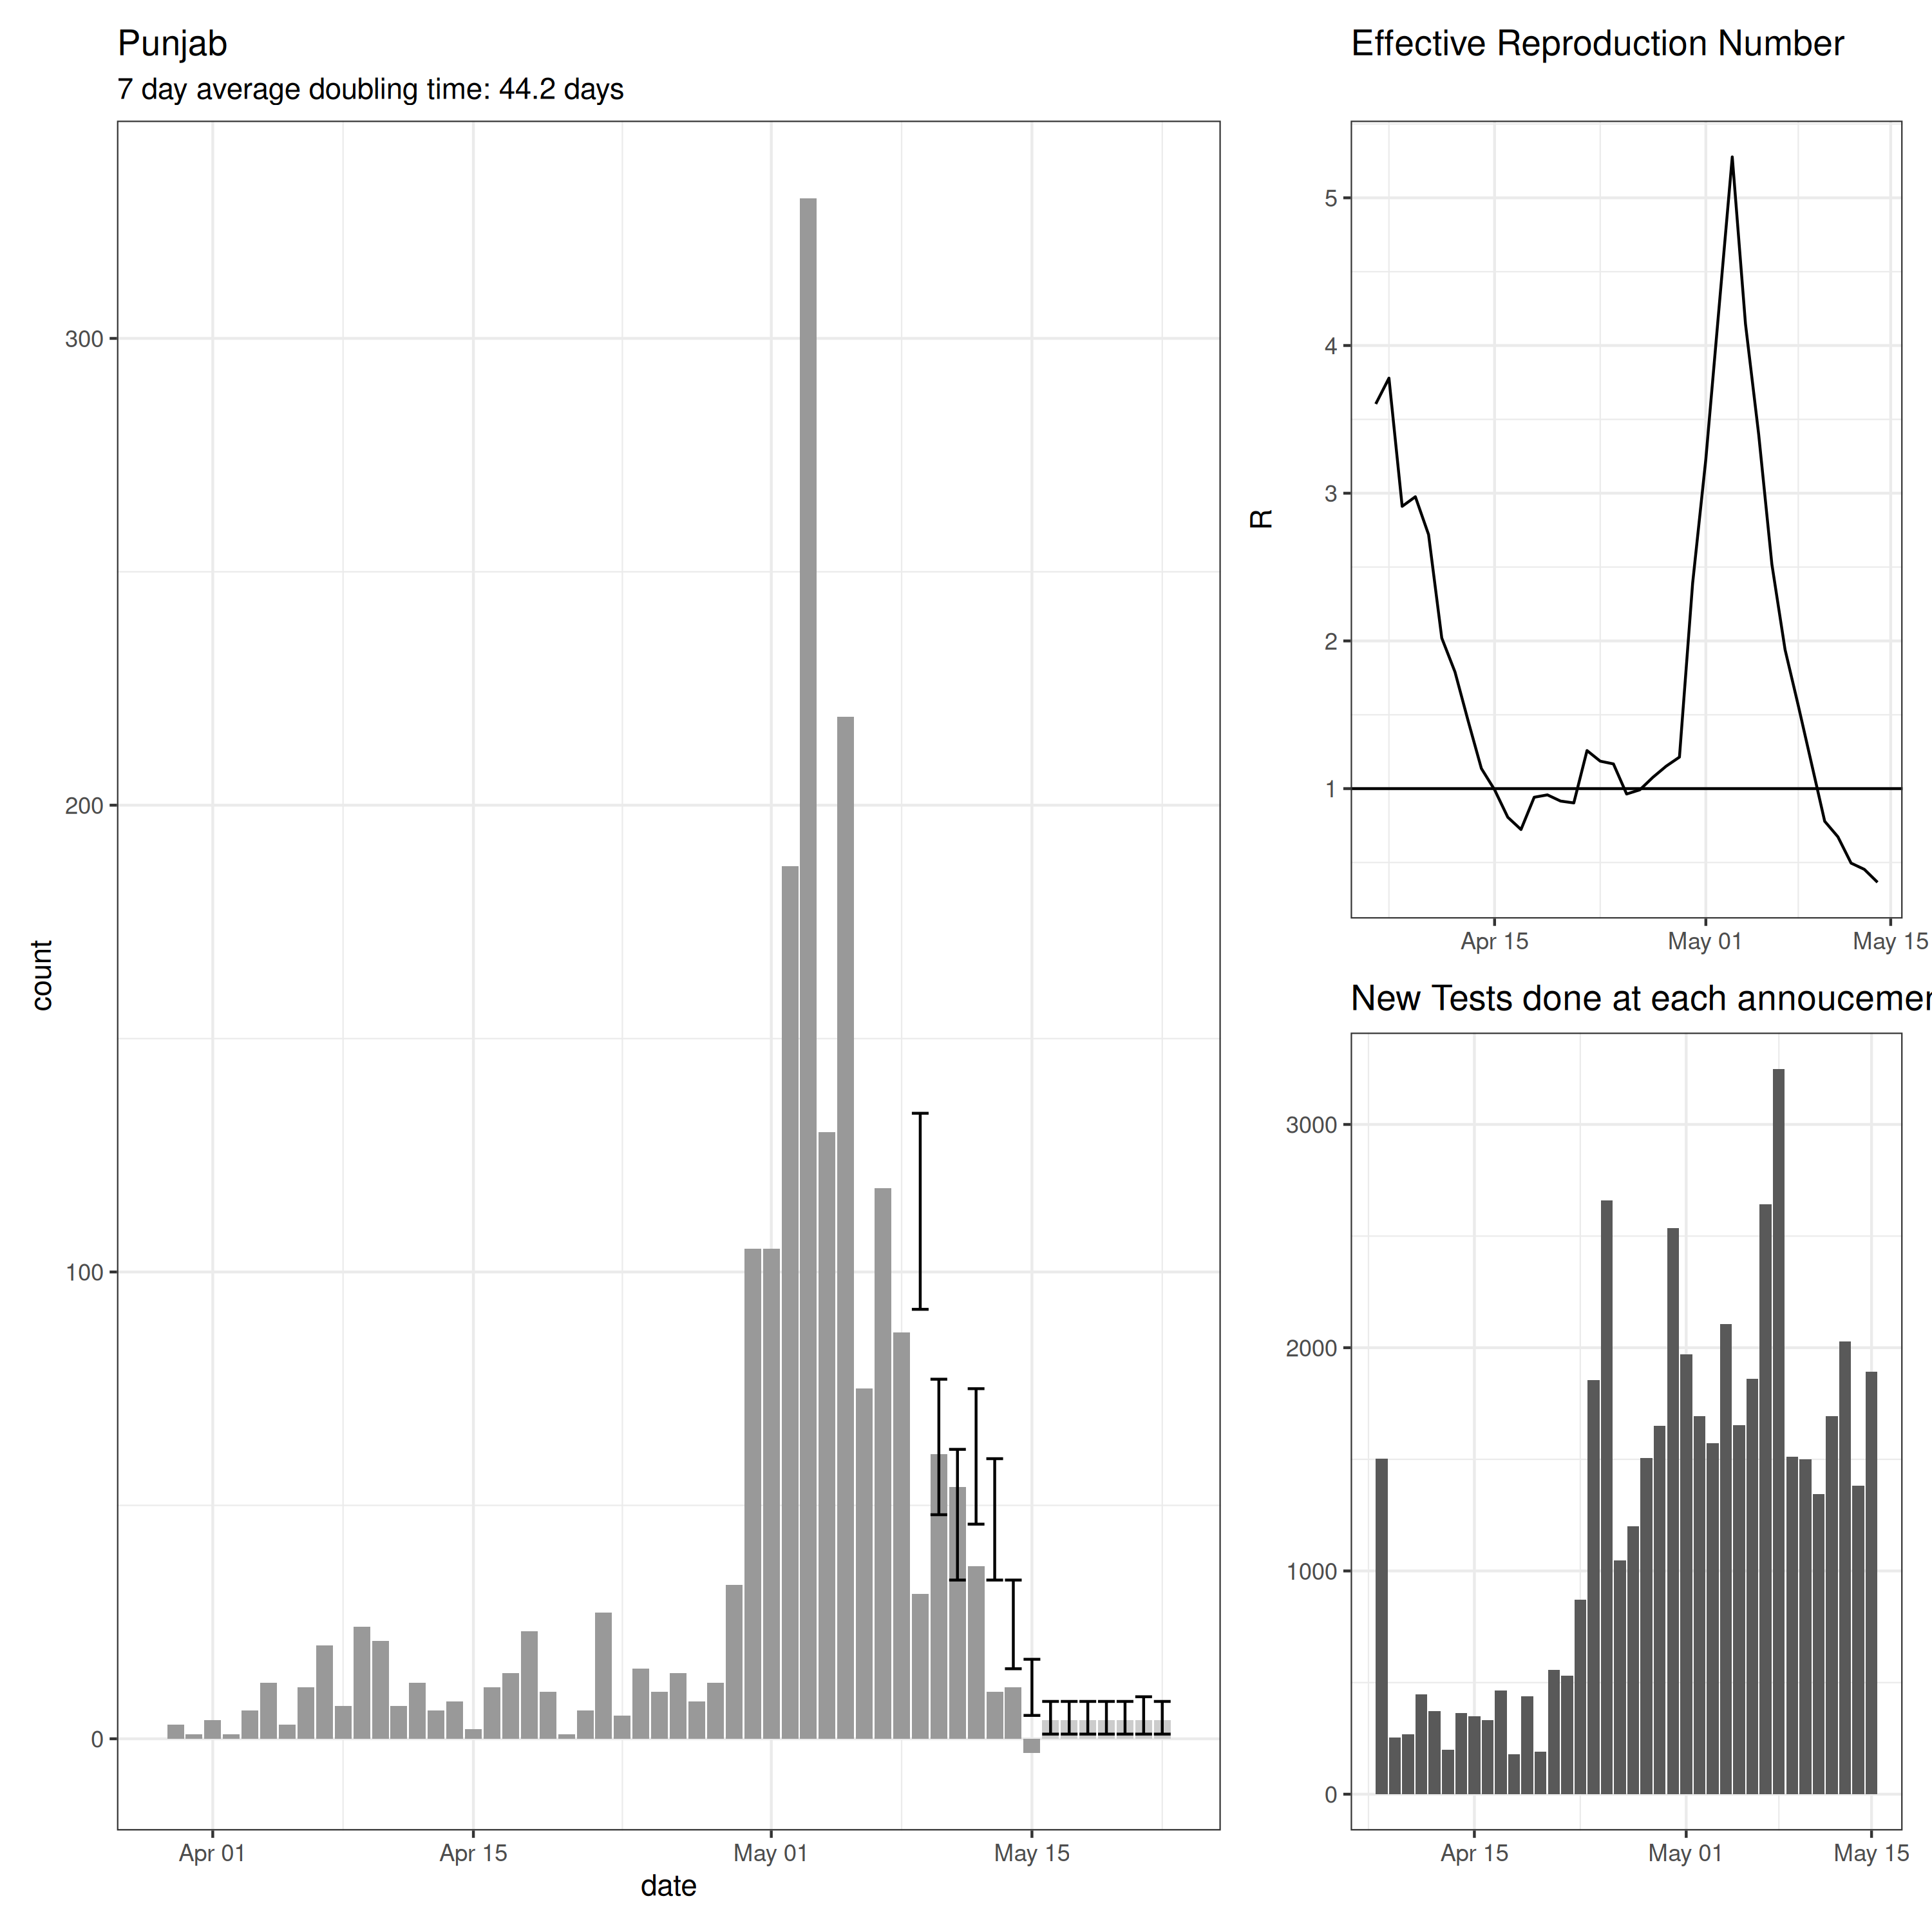 Punjab
7 day average doubling time: 44.2 days
300
200
100
0
count
Apr 01 Apr 15 May 01 May 15
date
Effective Reproduction Number
5
4
3
2
1
R
Apr 15 May 01 May 15
New Tests done at each annoucemen
3000
2000
1000
0
Apr 15 May 01 May 15